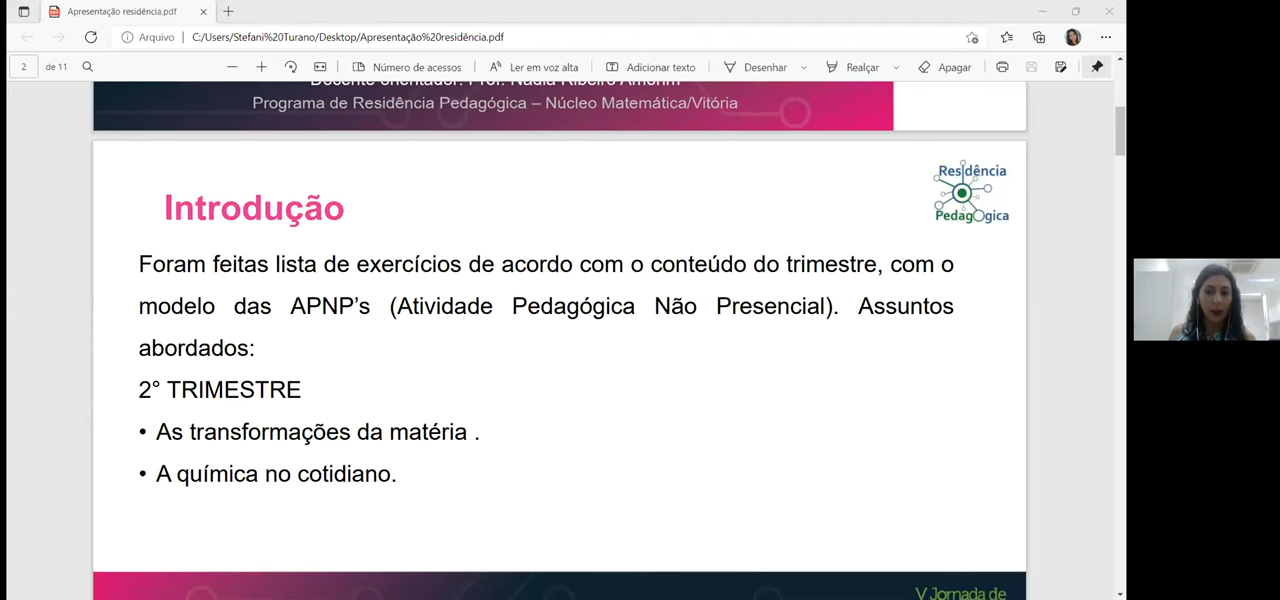 Apresentação residência.pdf
Arquivo
C:/Users/Stefani%20Turano/Desktop/Apresentação%20residência.pdf
2 de 11
Número de acessos
Ler em voz alta
Adicionar texto
Desenhar
Realçar
Apagar
Docente orientador: Prof. Nádia Ribeiro Amorim
Programa de Residência Pedagógica – Núcleo Matemática/Vitória
Residência
Pedagógica
Introdução
Foram feitas lista de exercícios de acordo com o conteúdo do trimestre, com o
modelo das APNP’s (Atividade Pedagógica Não Presencial). Assuntos
abordados:
2° TRIMESTRE
• As transformações da matéria .
• A química no cotidiano.
V Jornada de